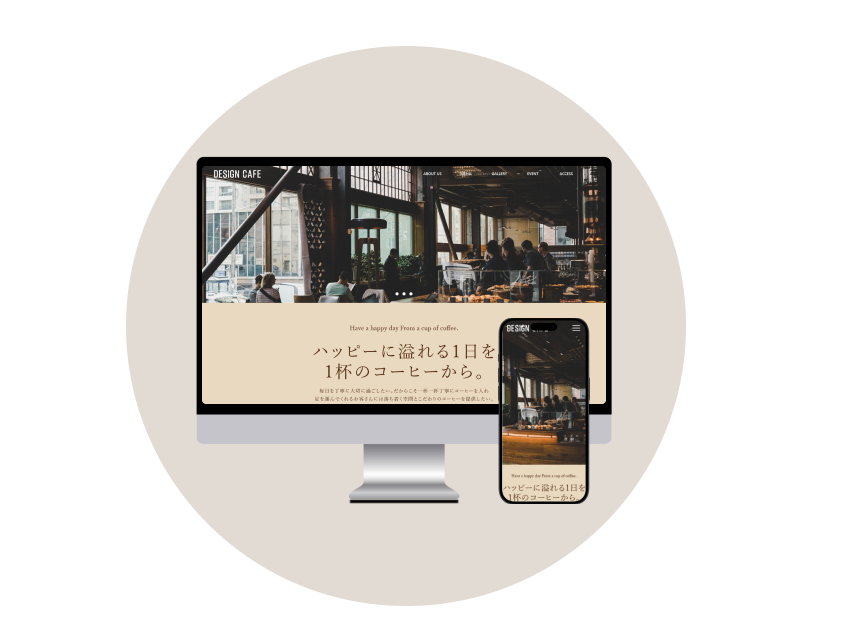 DESIGN CAFE
ABOUT US
GALLERY
EVENT
ACCESS
Have a happy day From a cup of coffee.
ハッピーに溢れる1日を
1杯のコーヒーから。
毎日を丁寧に大切に過ごしたい。だからこそ一杯一杯丁寧にコーヒーを入れ
足を運んでくれるお客さんには落ち着く空間とこだわりのコーヒーを提供したい。
DESIGN
Have a happy day From a cup of coffee.
ハッピーに溢れる1日を
1杯のコーヒーから。